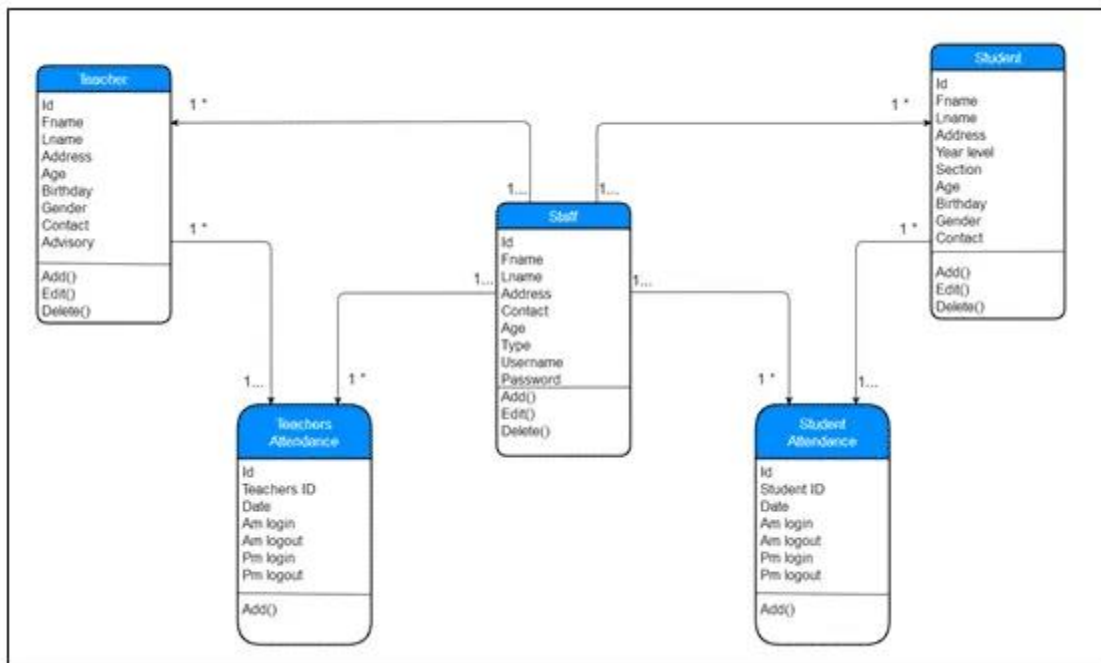 Teacher
Id
Fname
Lname
Address
Age
Birthday
Gender
Contact
Advisory
Add()
Edit()
Delete()
1 *
1 *
1...
Student
Id
Fname
Lname
Address
Year level
Section
Age
Birthday
Gender
Contact
Add()
Edit()
Delete()
1 *
1 *
1...
Staff
Id
Fname
Lname
Address
Contact
Age
Type
Username
Password
Add()
Edit()
Delete()
1...
1...
1...
1 *
1 *
1...
Teachers
Attendance
Id
Teachers ID
Date
Am login
Am logout
Pm login
Pm logout
Add()
Student
Attendance
Id
Student ID
Date
Am login
Am logout
Pm login
Pm logout
Add()